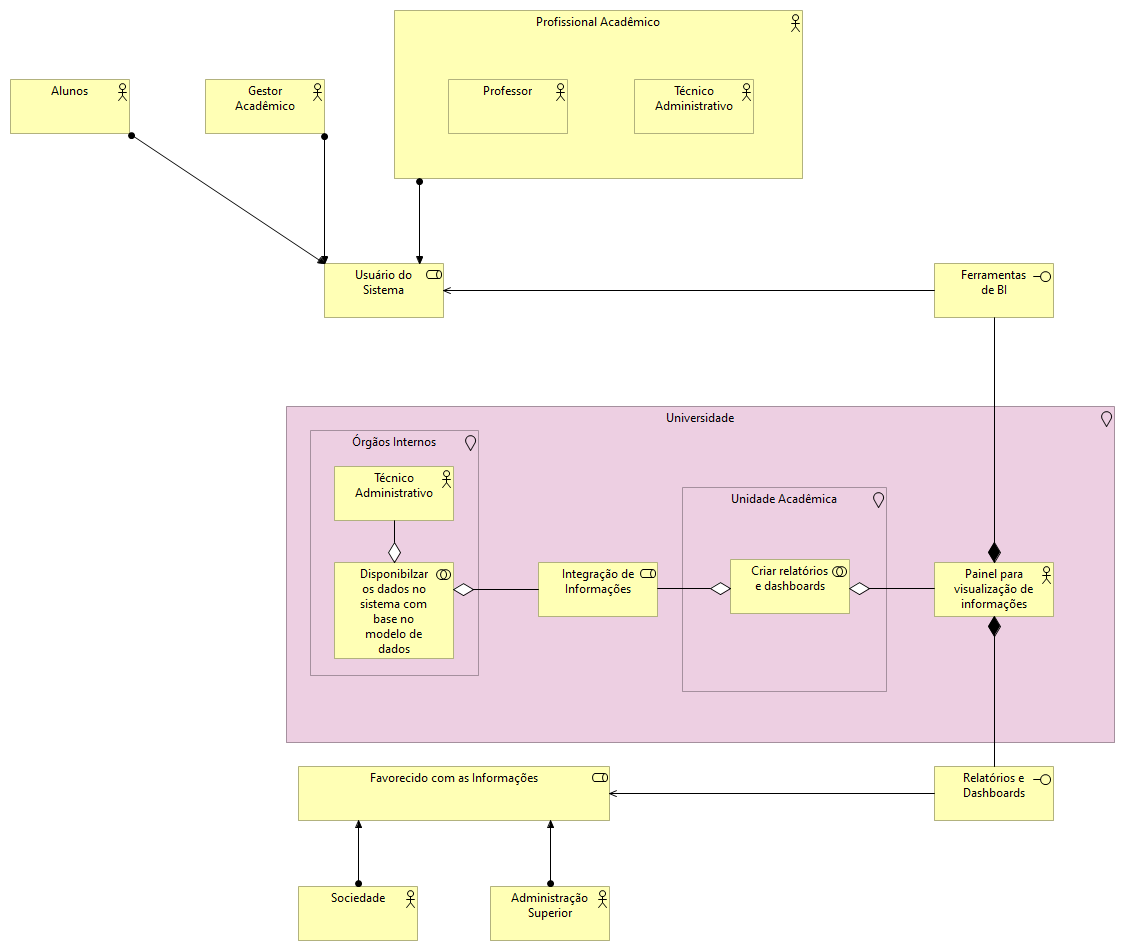 Profissional Acadêmico
Alunos
Gestor
Acadêmico
Professor
Técnico
Administrativo
Usuário do
Sistema
Ferramentas
de BI
Universidade
Órgãos Internos
Técnico
Administrativo
Unidade Acadêmica
Disponibilzar
os dados no
sistema com
base no
modelo de
dados
Integração de
Informações
Criar relatórios
e dashboards
Painel para
visualização de
informações
Favorecido com as Informações
Relatórios e
Dashboards
Sociedade
Administração
Superior